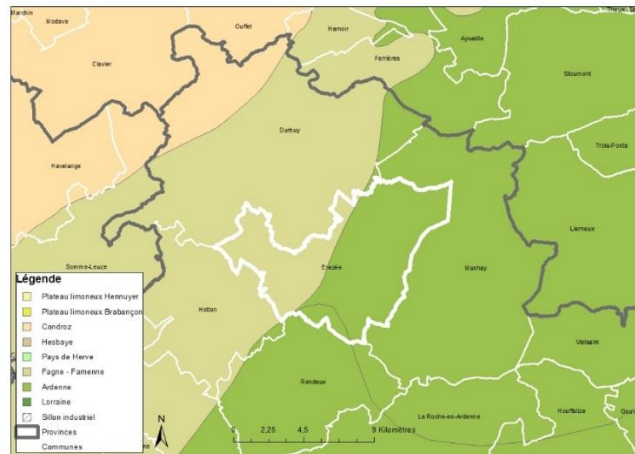 Marchin
Modave
Ouffet
Hamoir
Aywaille
Clavier
Ferrières
Stoumont
Durbuy
Trois-Ponts
Havelange
Lierneux
Somme-Leuze
Erezée
Manhay
Hotton
Vielsalm
Rendeux
La Roche-en-Ardenne
Houffalize
Légende
Plateau limoneux Hennuyer
Plateau limoneux Brabançon
Condroz
Hesbaye
Pays de Herve
Fagne - Famenne
Ardenne
Lorraine
Sillon industriel
Provinces
Communes
N
0 2,25 4,5 9 Kilomètres